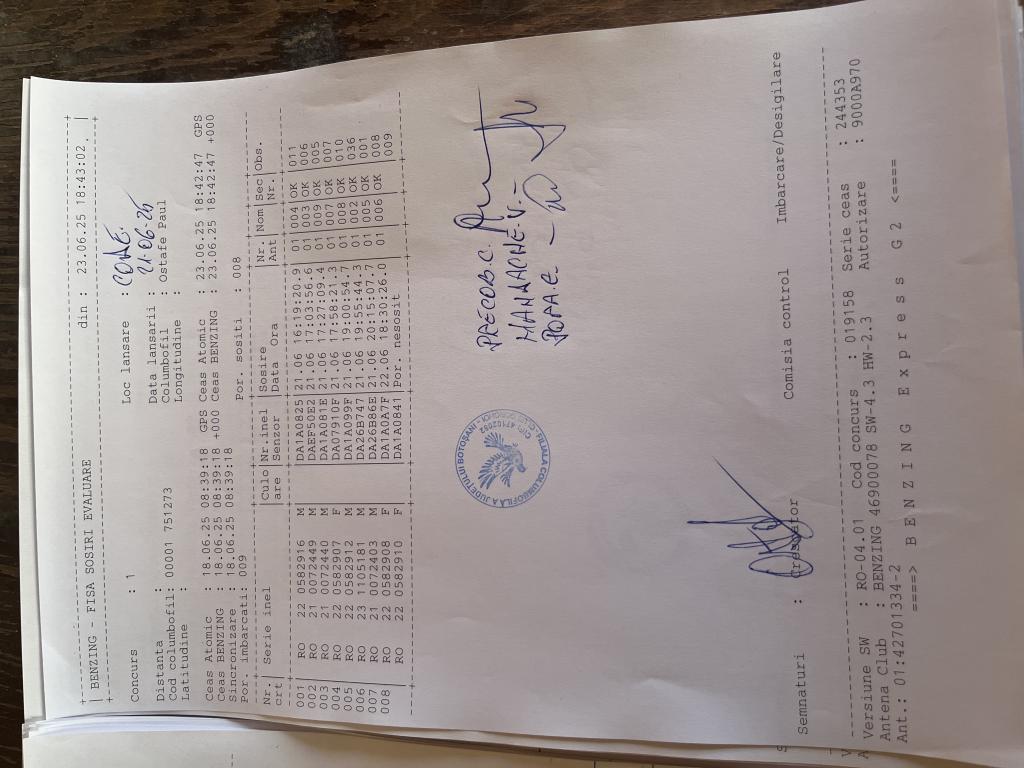 BENZING - FISA SOSIRI EVALUARE din : 23.06.25 18:43:02.
Concurs : 1 Loc lansare :
Data lansarii : 21.06.25
Distanta : Columbofil : Ostafe Paul
Cod columbofil: 00001 751273 Longitudine :
Latitudine :
Ceas Atomic : 18.06.25 08:39:18 GPS Ceas Atomic : 23.06.25 18:42:47 GPS
Ceas BENZING : 18.06.25 08:39:18 +000 Ceas BENZING : 23.06.25 18:42:47 +000
Sincronizare : 18.06.25 08:39:18
Por. imbarcati: 009 Por. sositi : 008
Nr. Serie inel Culo Nr.inel Sosire Nr. Nom Sec Obs.
crt are Senzor Data Ora Ant Nr.
001 RO 22 0582916 M DA1A0825 21.06 16:19:20.9 01 004 OK 011
002 RO 21 0072449 M DAEF50E2 21.06 17:03:56.6 01 003 OK 006
003 RO 21 0072440 M DA1A081E 21.06 17:27:09.4 01 009 OK 005
004 RO 22 0582907 F DA07910F 21.06 17:58:21.3 01 007 OK 007
005 RO 22 0582912 M DA1A099F 21.06 19:00:54.7 01 008 OK 010
006 RO 23 1105181 M DA26B747 21.06 19:55:44.3 01 002 OK 036
007 RO 21 0072403 M DA26B86E 21.06 20:15:07.7 01 005 OK 001
008 RO 22 0582908 F DA1A0A7F 22.06 18:30:26.0 01 006 OK 008
RO 22 0582910 F DA1A0841 Por nesosit 009
FILIALA COLUMBOFILĂ A JUDEȚULUI BOTOȘANI
Semnaturi : Crescator Comisia control Imbarcare/Desigilare
Versiune SW : RO-04.01 Cod concurs : 019158 Serie ceas : 244353
Antena Club : BENZING 46900078 SW-4.3 HW-2.3 Autorizare : 9000A970
Ant.: 01:42701334-2
====> B E N Z I N G E x p r e s s G 2 <====